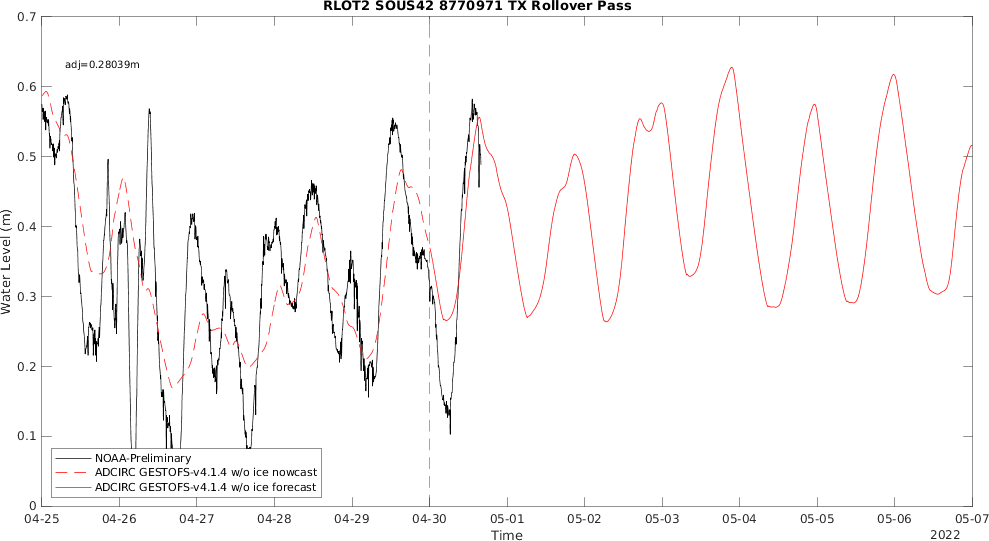 RLOT2 SOUS42 8770971 TX Rollover Pass
adj=0.28039m
Water Level (m)
0.7
0.6
0.5
0.4
0.3
0.2
0.1
0
NOAA-Preliminary
ADCIRC GESTOFS-v4.1.4 w/o ice nowcast
ADCIRC GESTOFS-v4.1.4 w/o ice forecast
04-25 04-26 04-27 04-28 04-29 04-30 05-01 05-02 05-03 05-04 05-05 05-06 05-07
Time
2022